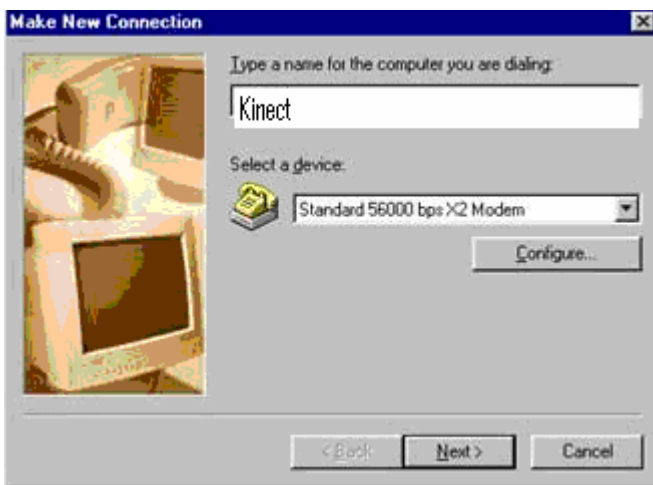 Make New Connection
Type a name for the computer you are dialing:
Kinect
Select a device:
Standard 56000 bps X2 Modem
Configure...
< Back
Next >
Cancel